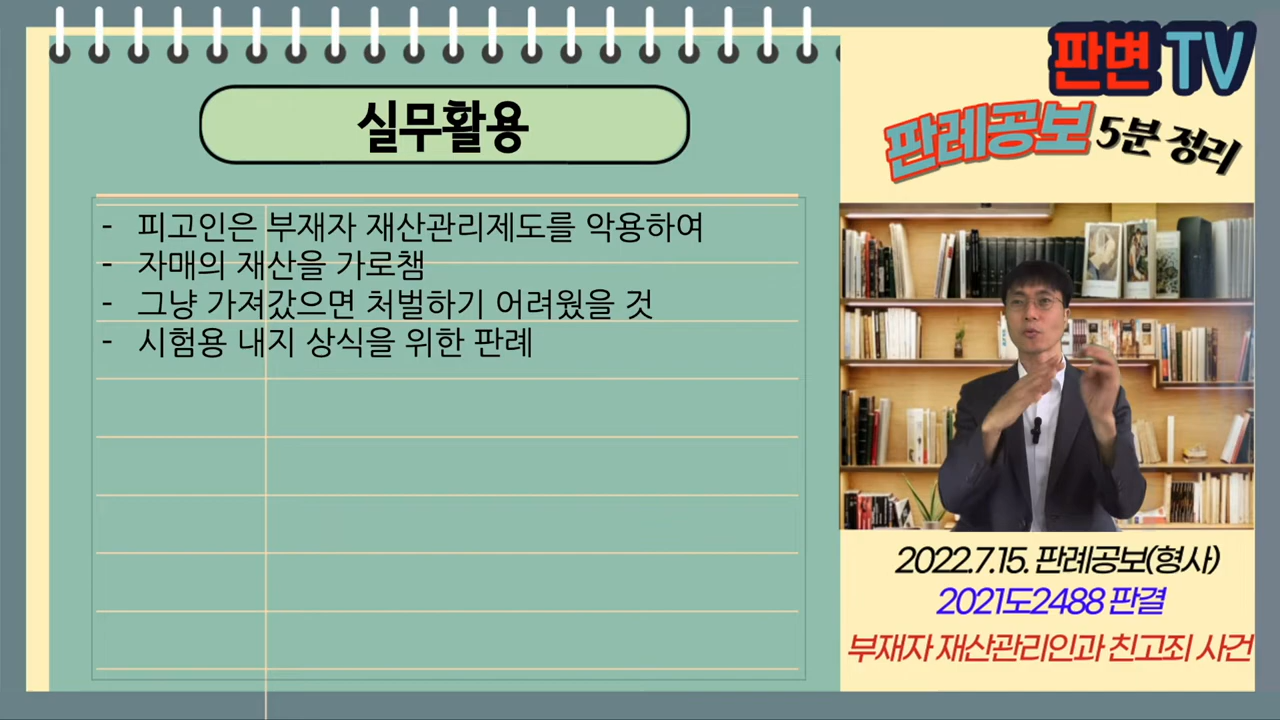 판변 TV
판례공보 5분 정리
실무활용
- 피고인은 부재자 재산관리제도를 악용하여
- 자매의 재산을 가로챔
- 그냥 가져갔으면 처벌하기 어려웠을 것
- 시험용 내지 상식을 위한 판례
2022.7.15. 판례공보(형사)
2021도2488 판결
부재자 재산관리인과 친고죄 사건